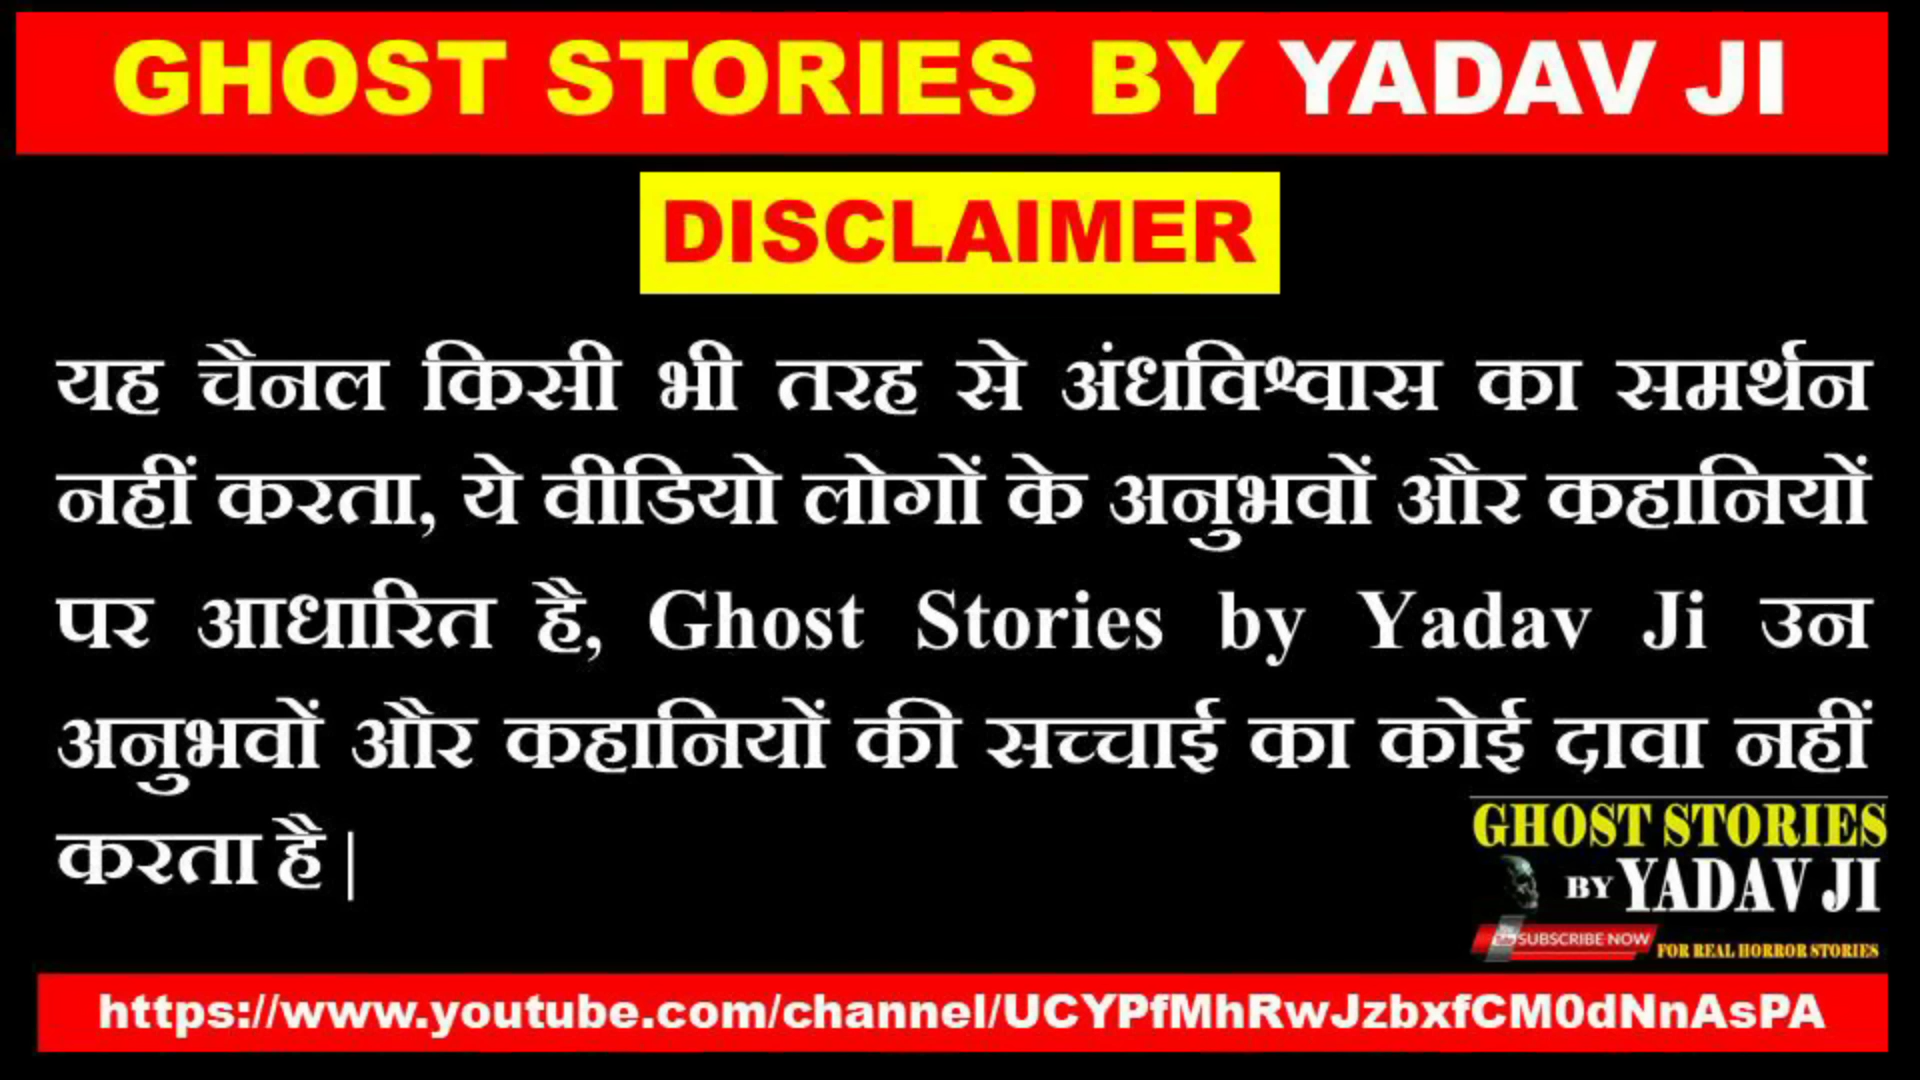 GHOST STORIES BY YADAV JI
DISCLAIMER
यह चैनल किसी भी तरह से अंधविश्वास का समर्थन
नहीं करता, ये वीडियो लोगों के अनुभवों और कहानियों
पर आधारित है, Ghost Stories by Yadav Ji उन
अनुभवों और कहानियों की सच्चाई का कोई दावा नहीं
करता है|
GHOST STORIES
BY YADAV JI
SUBSCRIBE NOW FOR REAL HORROR STORIES
https://www.youtube.com/channel/UCYPfMhRwJzbxfCM0dNnAsPA